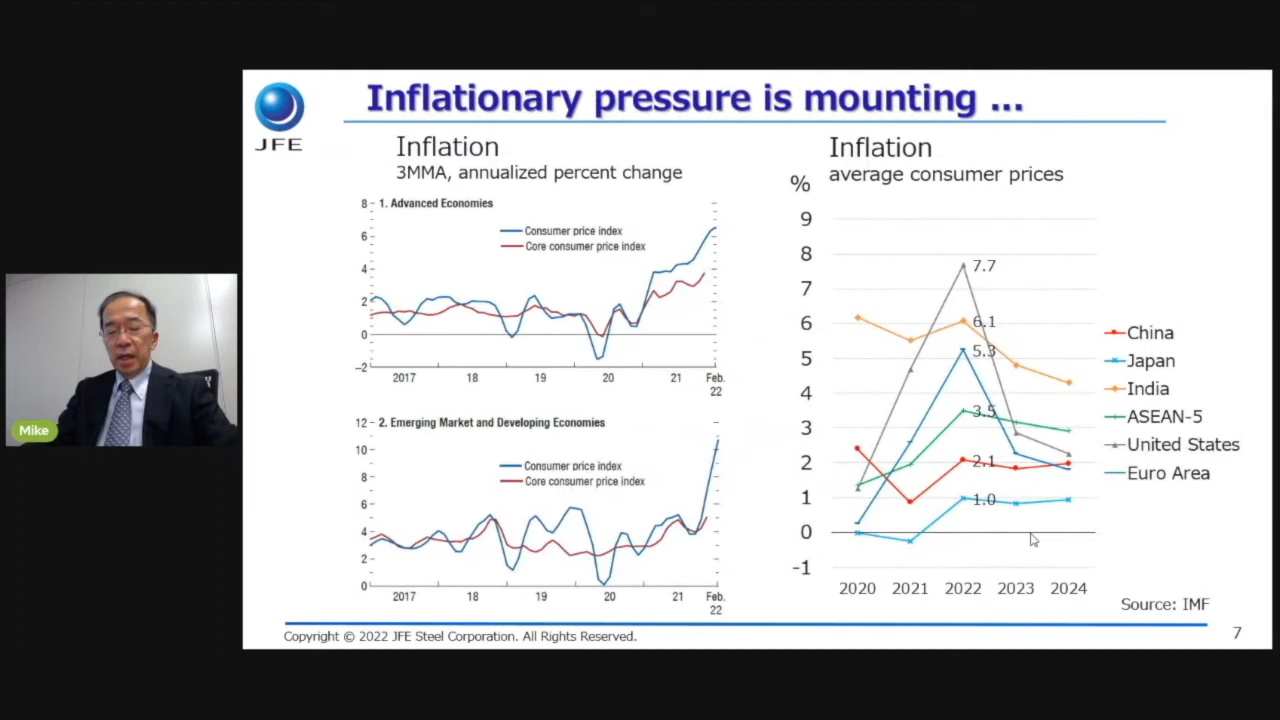 Inflationary pressure is mounting ...
JFE
Inflation
3MMA, annualized percent change
8
1. Advanced Economies
Consumer price index
Core consumer price index
6
4
2
0
−2
2017
18
19
20
21
Feb.
22
12
2. Emerging Market and Developing Economies
Consumer price index
Core consumer price index
10
8
6
4
2
0
2017
18
19
20
21
Feb.
22
Inflation
average consumer prices
%
9
8
7
6
5
4
3
2
1
0
-1
7.7
6.1
5.3
3.5
2.1
1.0
2020
2021
2022
2023
2024
China
Japan
India
ASEAN-5
United States
Euro Area
Source: IMF
Mike
Copyright © 2022 JFE Steel Corporation. All Rights Reserved.
7